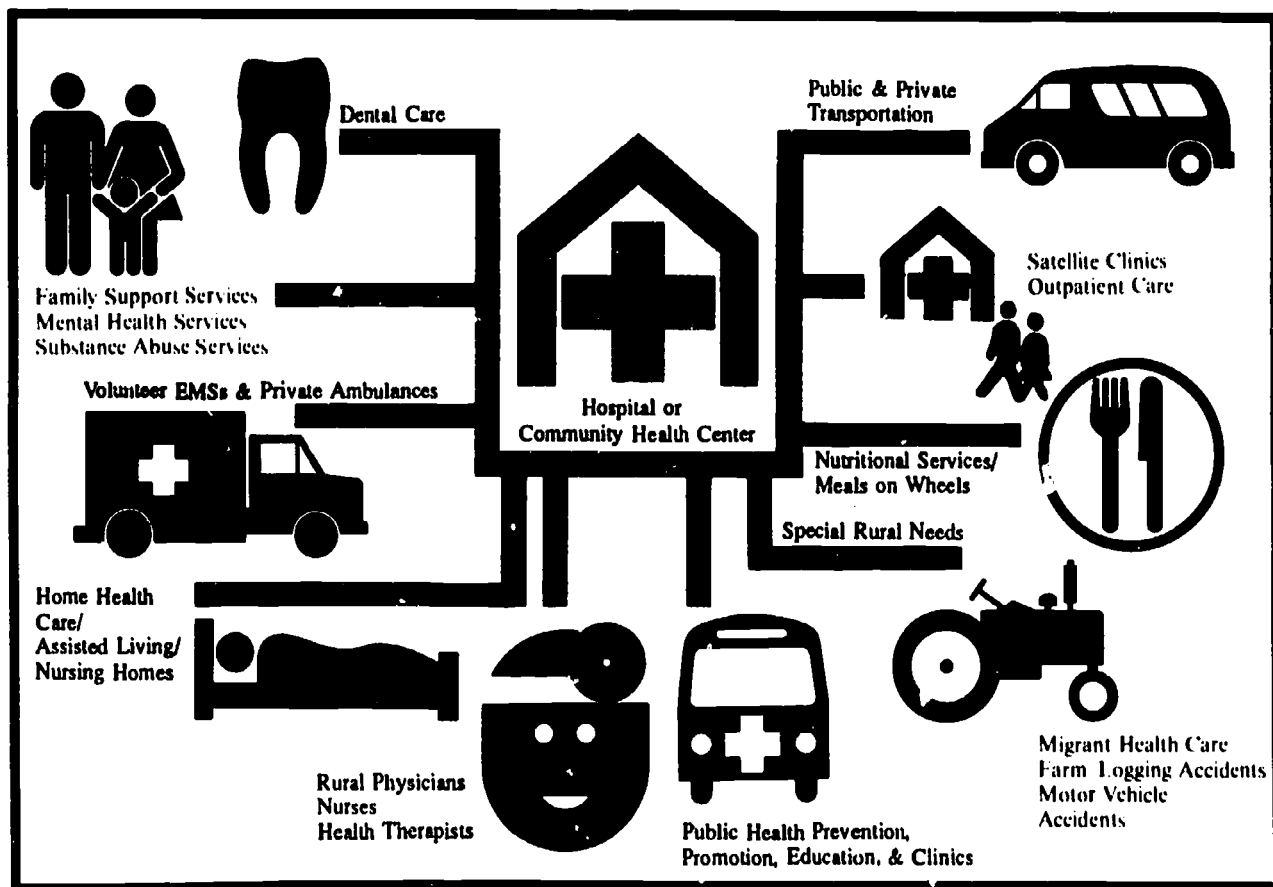 Dental Care
Public & Private
Transportation
Family Support Services
Mental Health Services
Substance Abuse Services
Satellite Clinics
Outpatient Care
Volunteer EMSs & Private Ambulances
Hospital or
Community Health Center
Nutritional Services/
Meals on Wheels
Special Rural Needs
Home Health
Care/
Assisted Living/
Nursing Homes
Rural Physicians
Nurses
Health Therapists
Public Health Prevention,
Promotion, Education, & Clinics
Migrant Health Care
Farm Logging Accidents
Motor Vehicle
Accidents